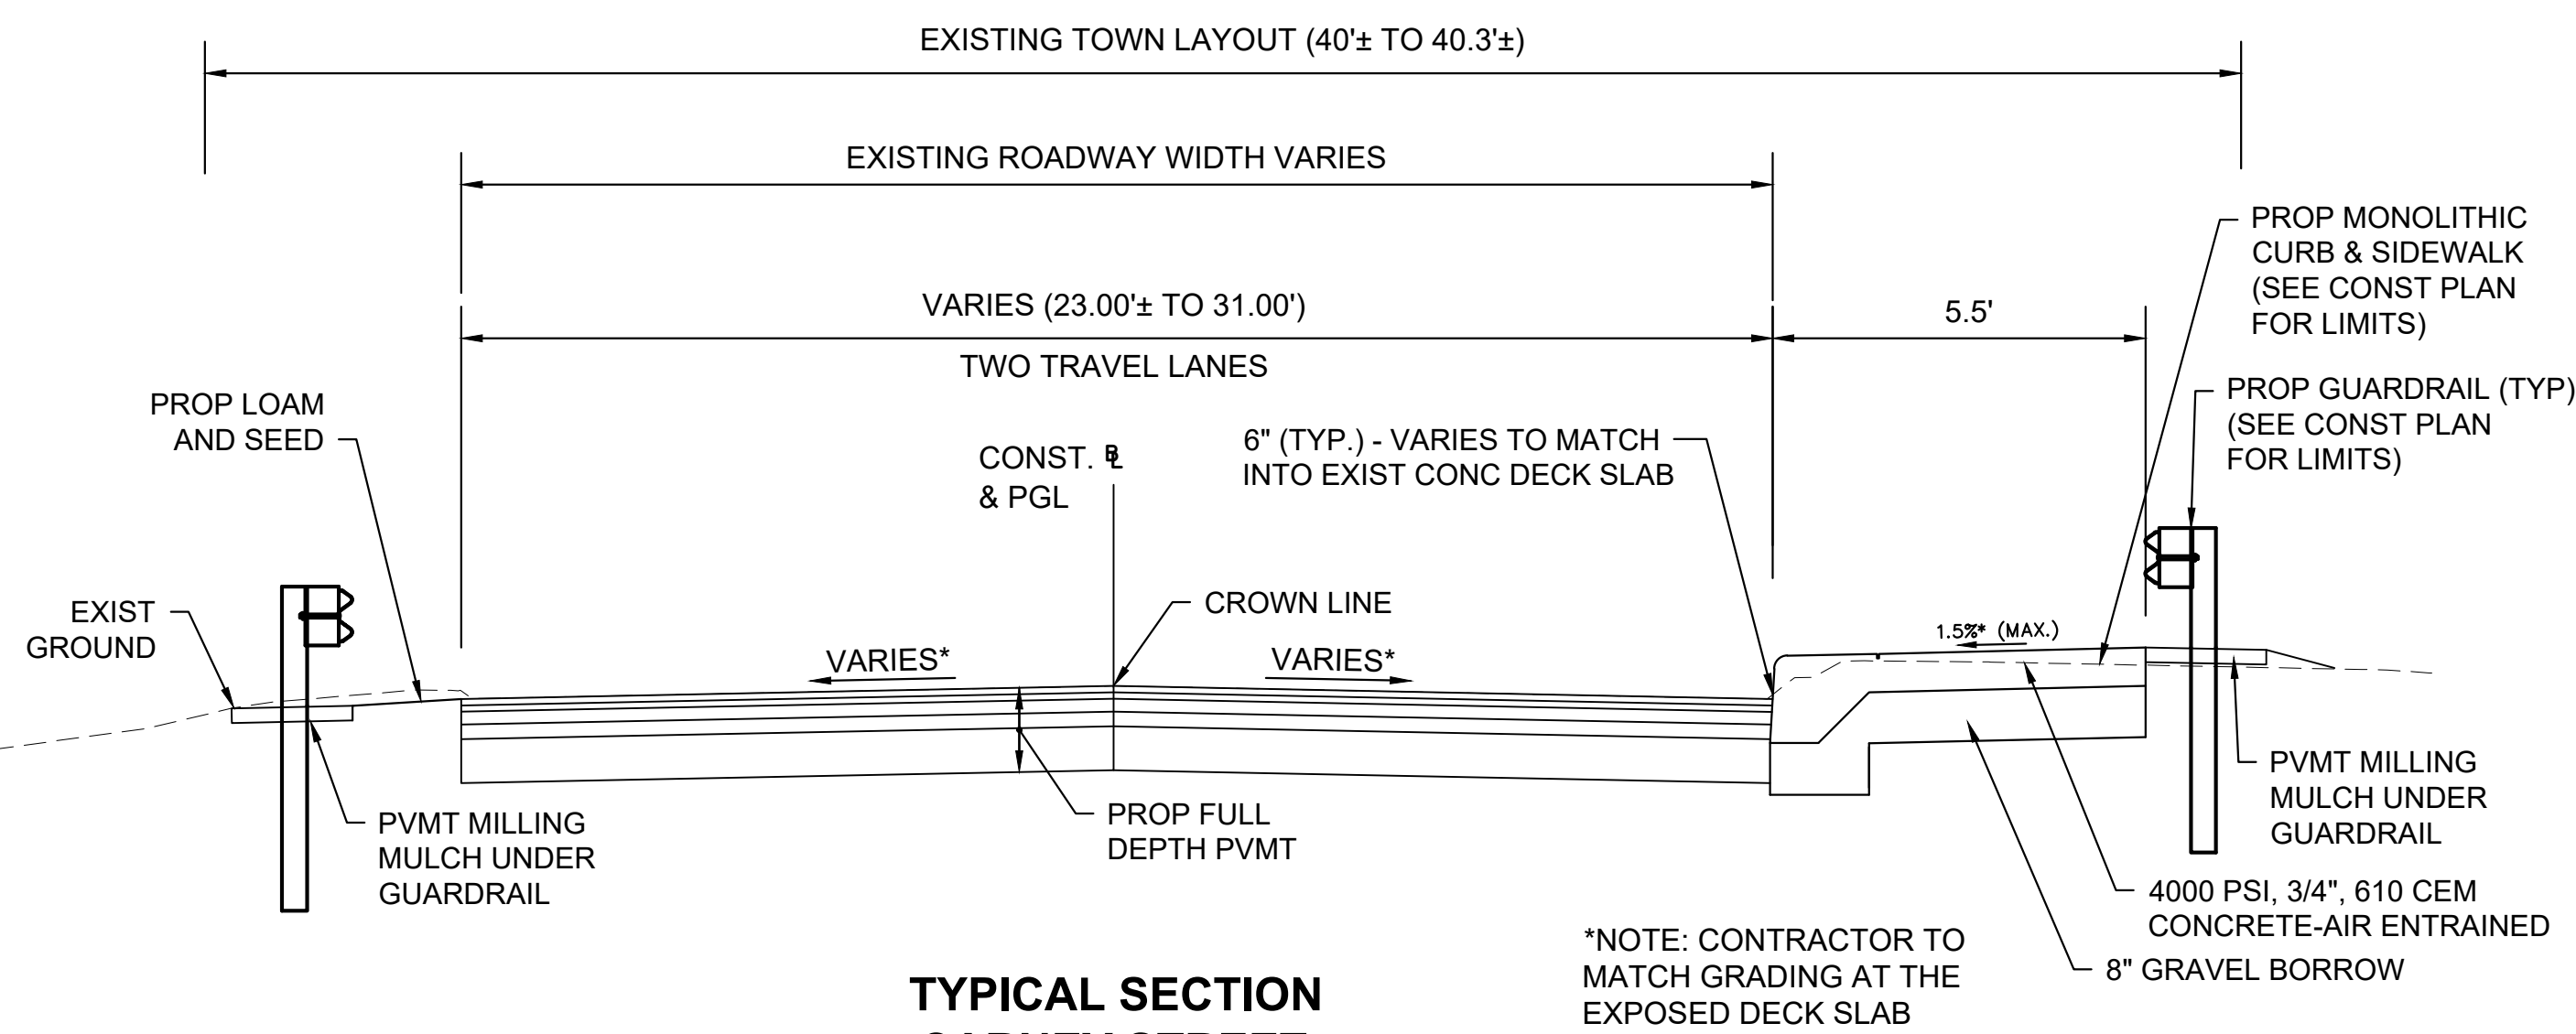 EXISTING TOWN LAYOUT (40'± TO 40.3'±)
EXISTING ROADWAY WIDTH VARIES
VARIES (23.00'± TO 31.00')
TWO TRAVEL LANES
5.5'
PROP MONOLITHIC
CURB & SIDEWALK
(SEE CONST PLAN
FOR LIMITS)
PROP GUARDRAIL (TYP)
(SEE CONST PLAN
FOR LIMITS)
PROP LOAM
AND SEED
CONST. BL
& PGL
6" (TYP.) - VARIES TO MATCH
INTO EXIST CONC DECK SLAB
EXIST
GROUND
CROWN LINE
VARIES*
VARIES*
1.5%* (MAX.)
PVMT MILLING
MULCH UNDER
GUARDRAIL
PROP FULL
DEPTH PVMT
PVMT MILLING
MULCH UNDER
GUARDRAIL
4000 PSI, 3/4", 610 CEM
CONCRETE-AIR ENTRAINED
8" GRAVEL BORROW
*NOTE: CONTRACTOR TO
MATCH GRADING AT THE
EXPOSED DECK SLAB
TYPICAL SECTION